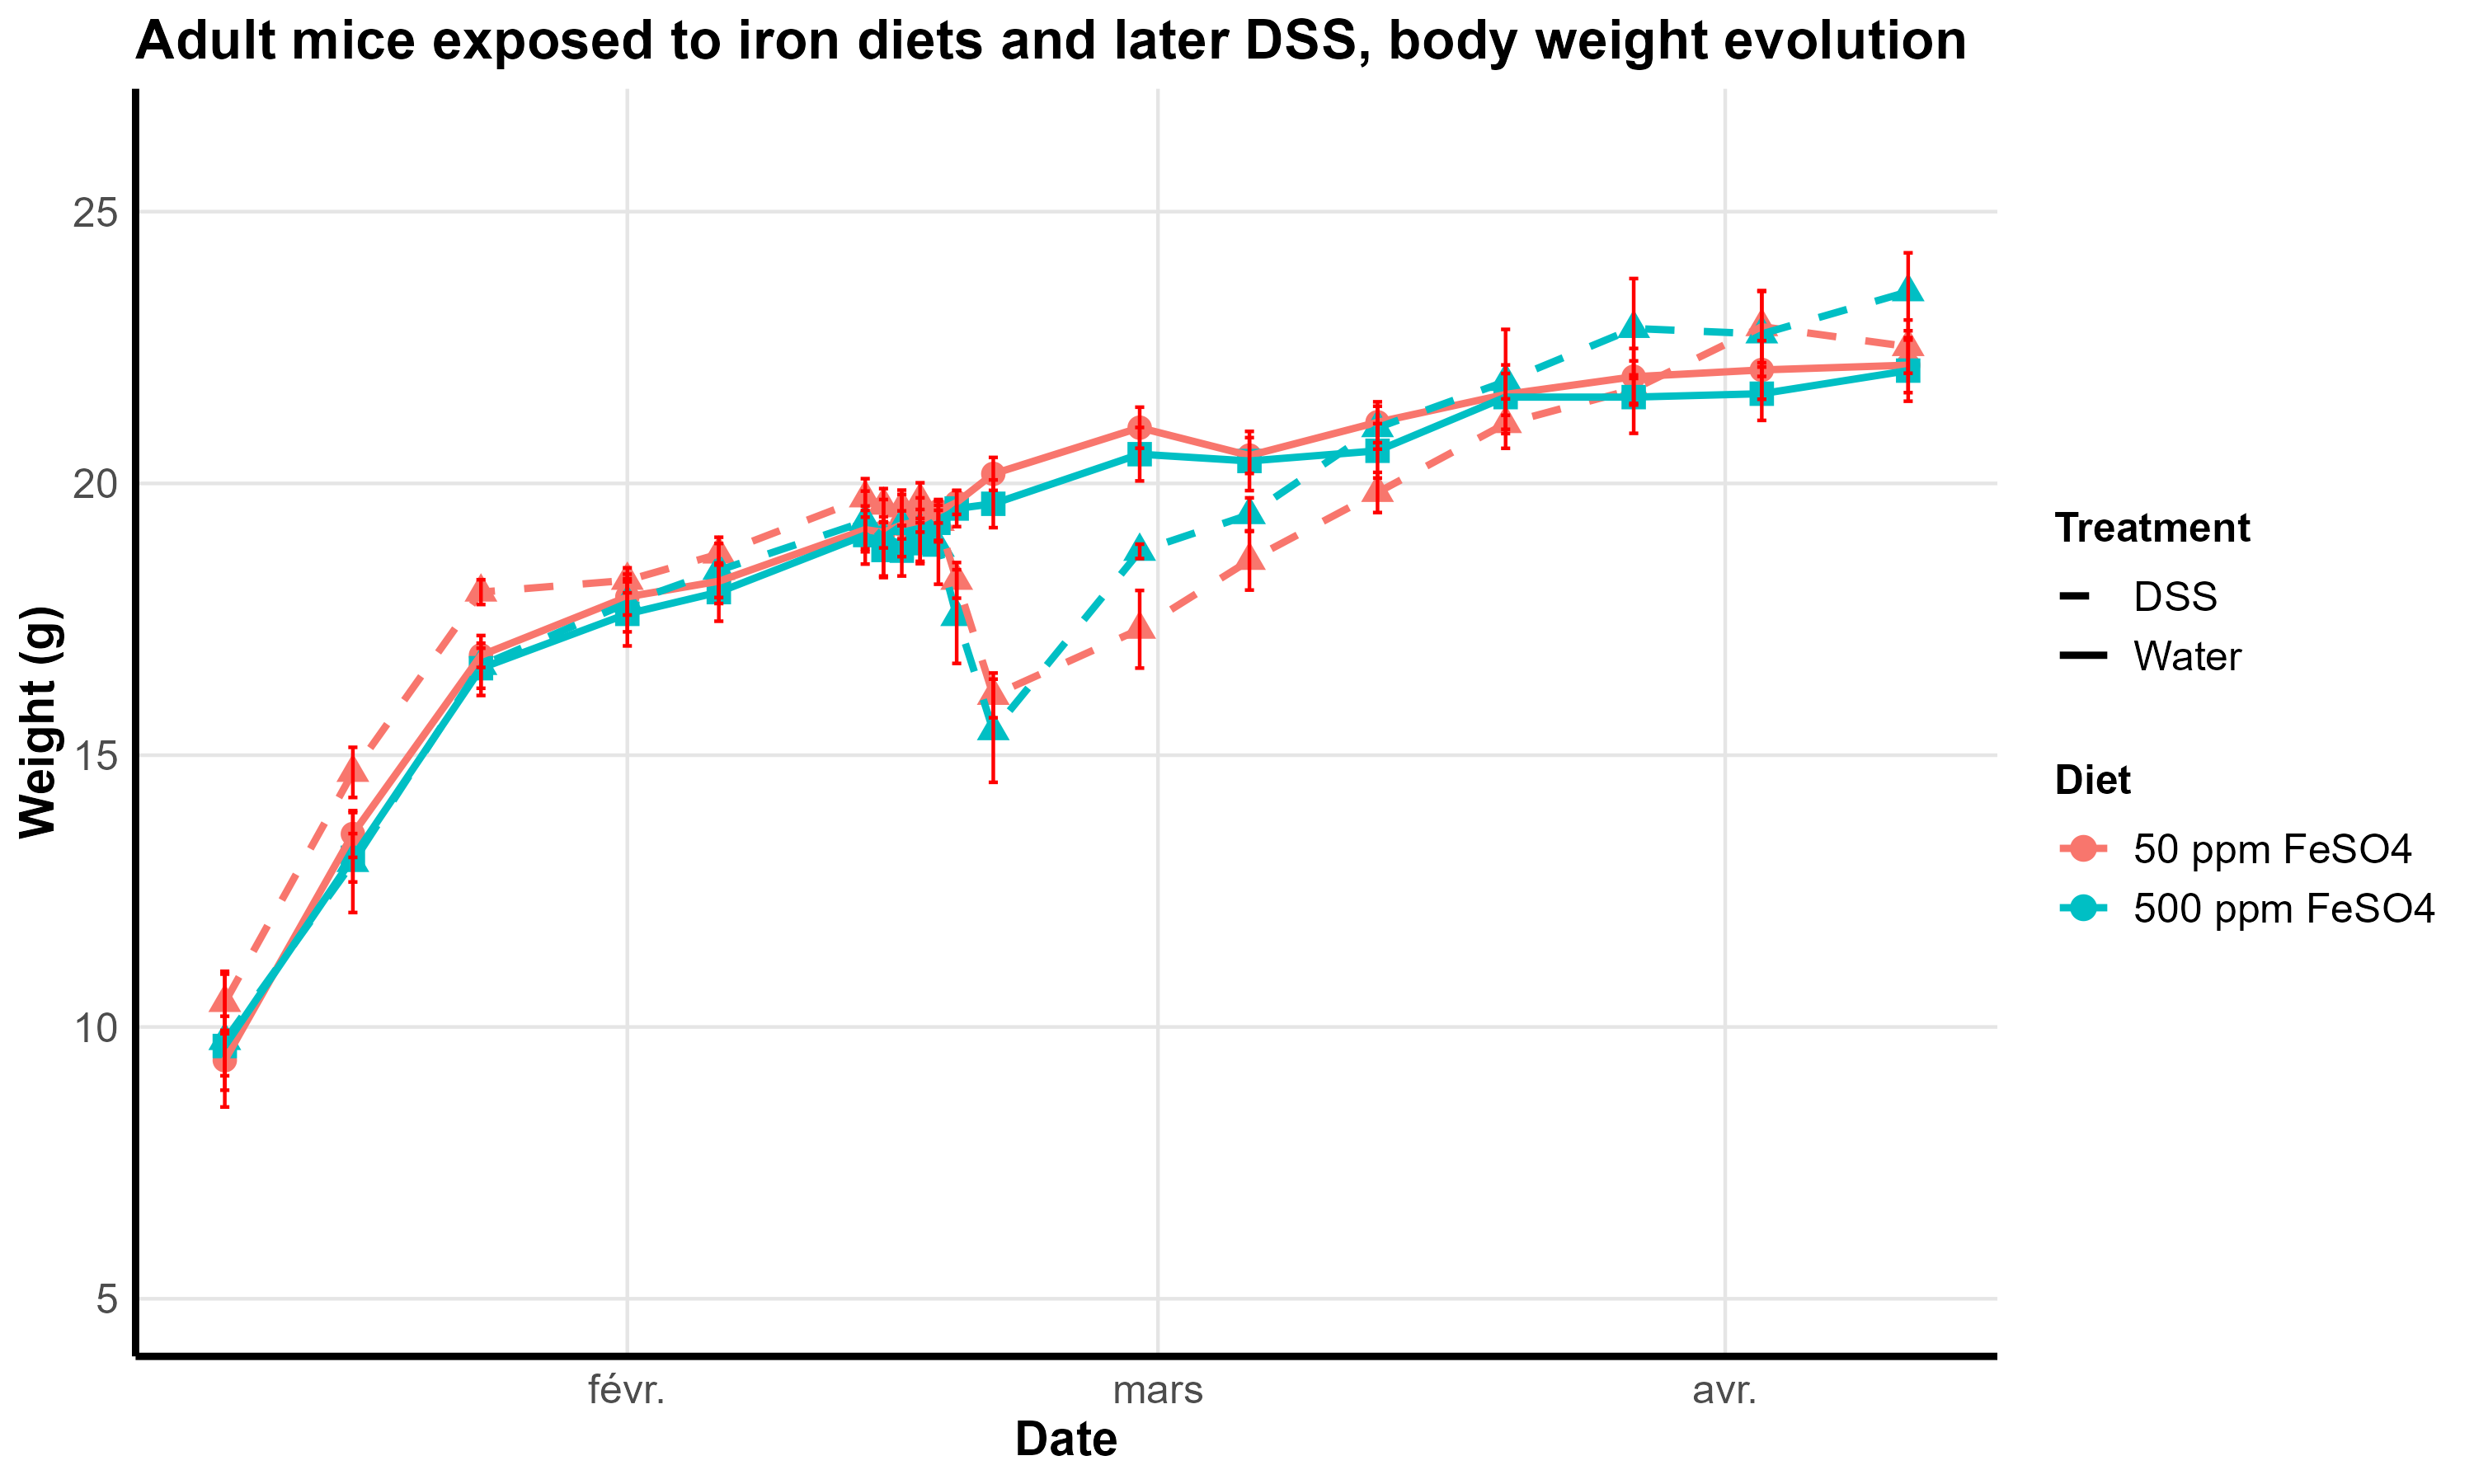 Adult mice exposed to iron diets and later DSS, body weight evolution
Weight (g)
25
20
15
10
5
févr.
mars
avr.
Date
Treatment
DSS
Water
Diet
50 ppm FeSO4
500 ppm FeSO4